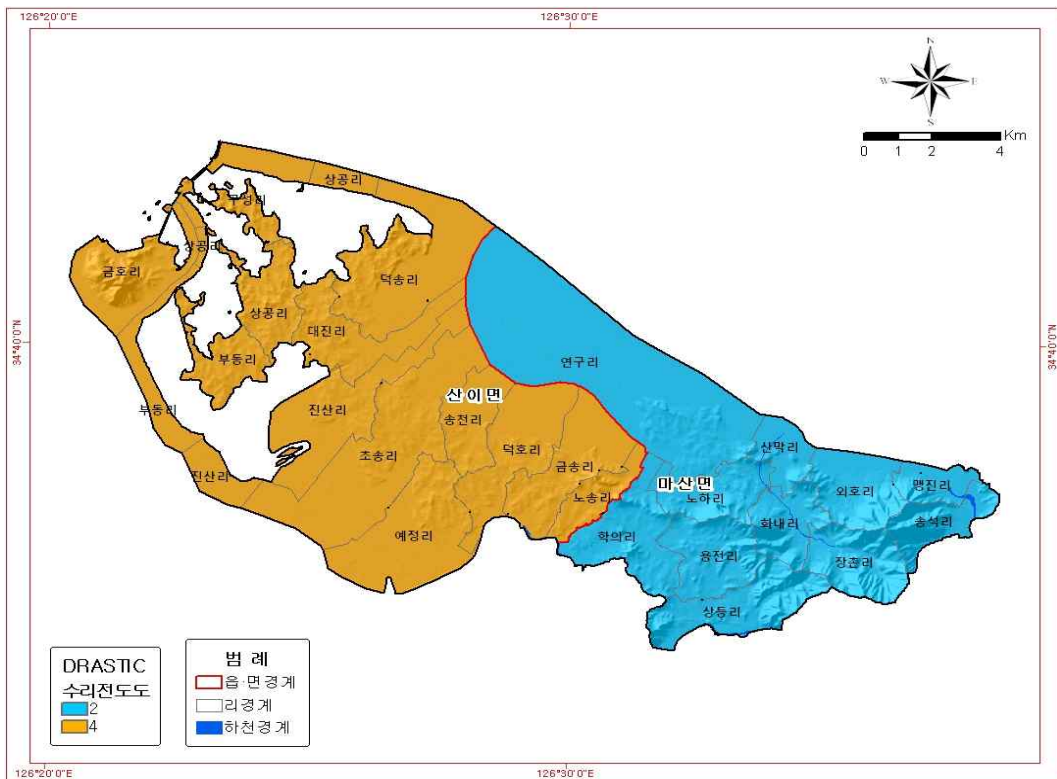 126°20'0"E
126°30'0"E
N
W
E
S
Km
0 1 2 4
상공리
구성리
상공리
금호리
덕송리
상공리
대진리
34°40'0"N
34°40'0"N
부동리
연구리
산이면
부동리
진산리
송전리
산막리
조송리
덕호리
금송리
진산리
마산면
외호리
맹진리
노송리
노하리
예정리
학의리
화내리
송석리
용전리
장촌리
상등리
DRASTIC
수리전도도
2
4
범 례
읍·면경계
리경계
하천경계
126°20'0"E
126°30'0"E